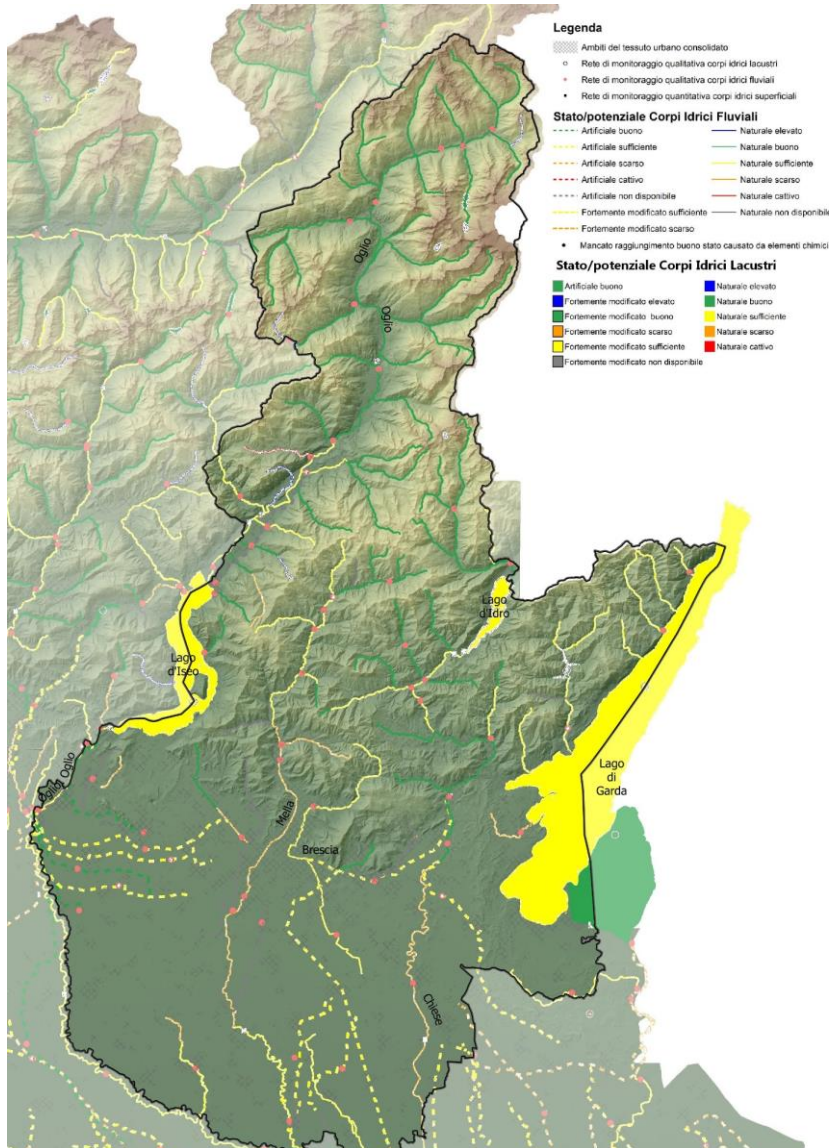 Legenda
Ambiti del tessuto urbano consolidato
Rete di monitoraggio qualitativa corpi idrici lacustri
Rete di monitoraggio qualitativa corpi idrici fluviali
Rete di monitoraggio quantitativa corpi idrici superficiali
Stato/potenziale Corpi Idrici Fluviali
Artificiale buono
Artificiale sufficiente
Artificiale scarso
Artificiale cattivo
Artificiale non disponibile
Fortemente modificato sufficiente
Fortemente modificato scarso
Naturale elevato
Naturale buono
Naturale sufficiente
Naturale scarso
Naturale cattivo
Naturale non disponibile
Mancato raggiungimento buono stato causato da elementi chimici
Stato/potenziale Corpi Idrici Lacustri
Artificiale buono
Fortemente modificato elevato
Fortemente modificato buono
Fortemente modificato scarso
Fortemente modificato sufficiente
Fortemente modificato non disponibile
Naturale elevato
Naturale buono
Naturale sufficiente
Naturale scarso
Naturale cattivo
Oglio
Oglio
Lago
d'Idro
Lago
d'Iseo
Lago
di
Garda
Oglio
Oglio
Mella
Brescia
Chiese